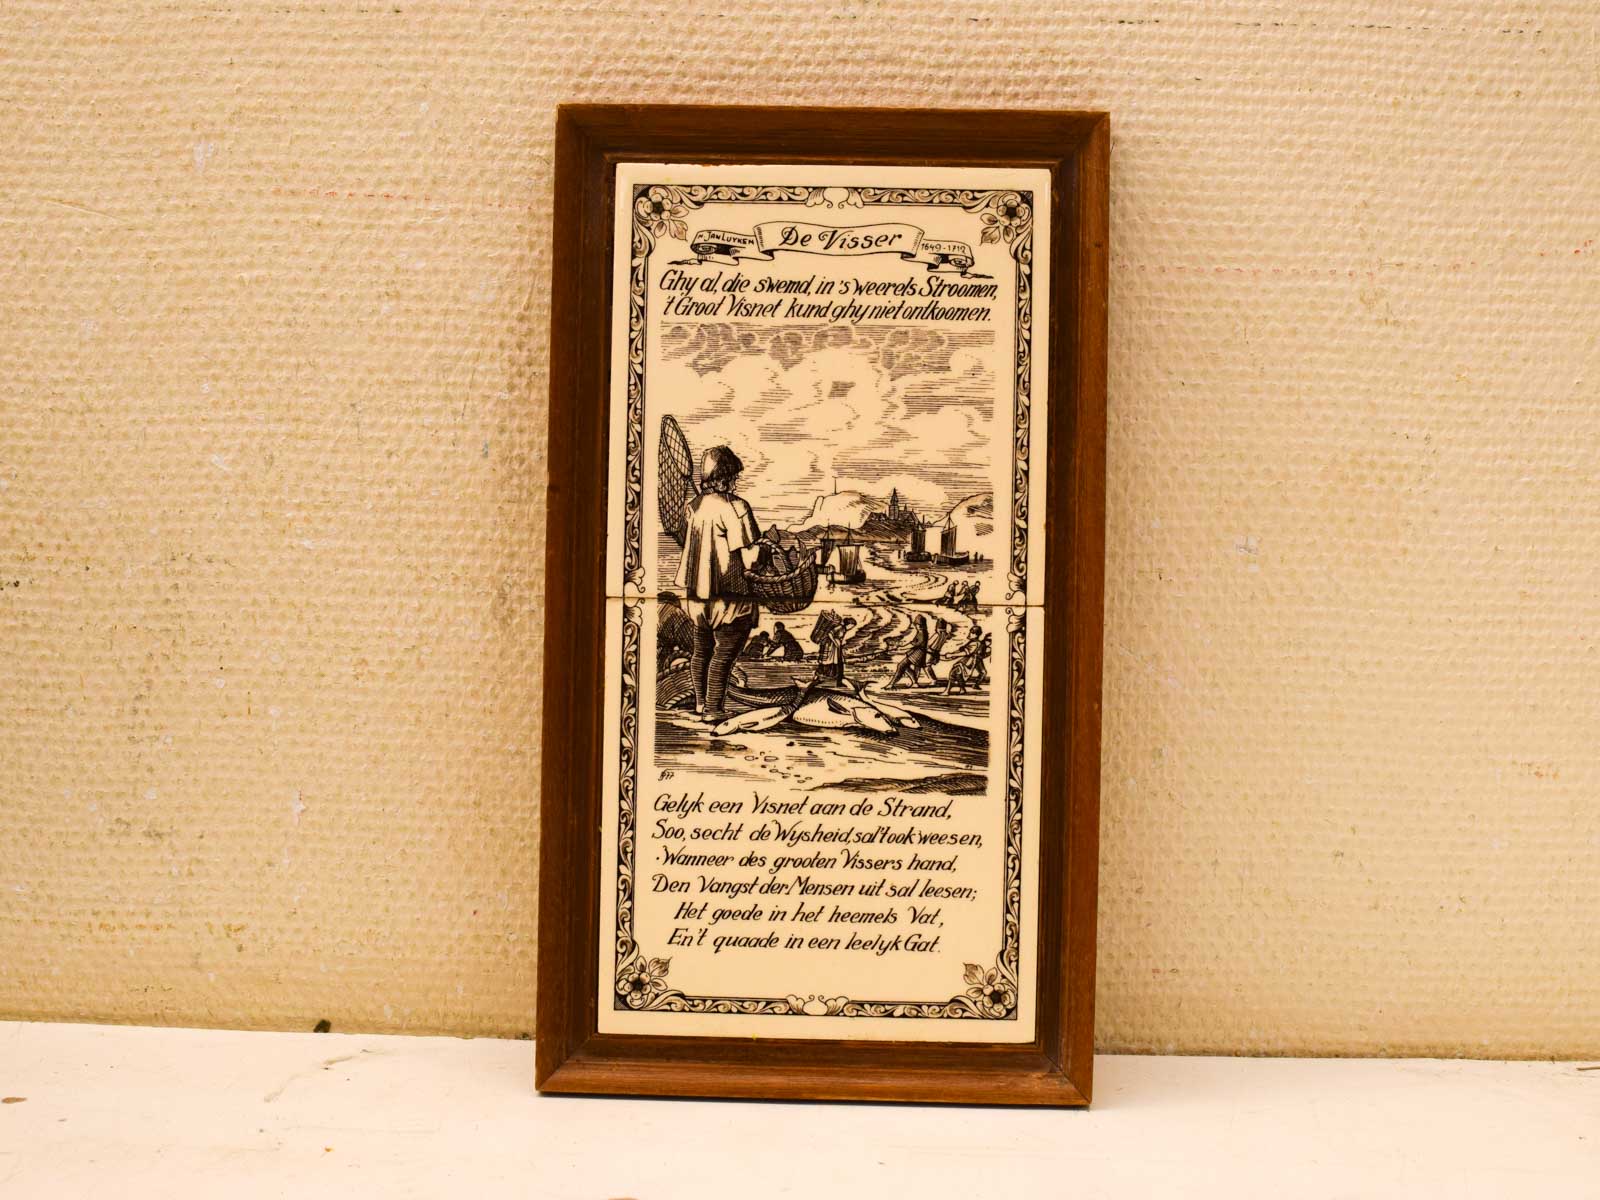 n. Jan Luyken De Visser 1649-1712
Ghy al, die swemd, in 's weerels Stroomen,
't Groot Visnet kund ghy niet ontkoomen.
Gelyk een Visnet aan de Strand,
Soo, secht de Wysheid, sal 't ook weesen,
Wanneer des grooten Vissers hand,
Den Vangst der Mensen uit sal leesen;
Het goede in het heemels Vat,
En 't quaade in een leelyk Gat.